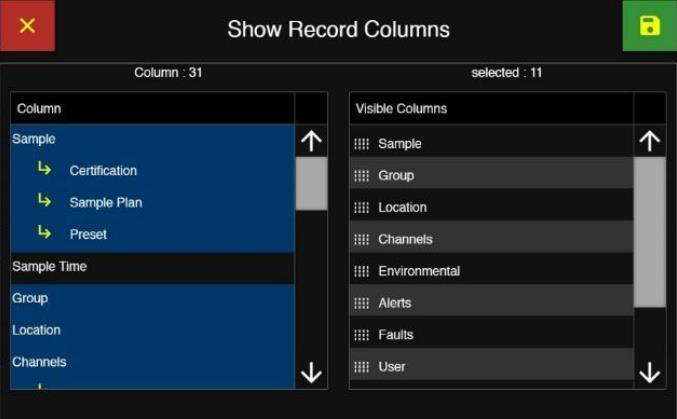 Show Record Columns
Column : 31
selected : 11
Column
Visible Columns
Sample
Certification
Sample Plan
Preset
Sample Time
Group
Location
Channels
Sample
Group
Location
Channels
Environmental
Alerts
Faults
User